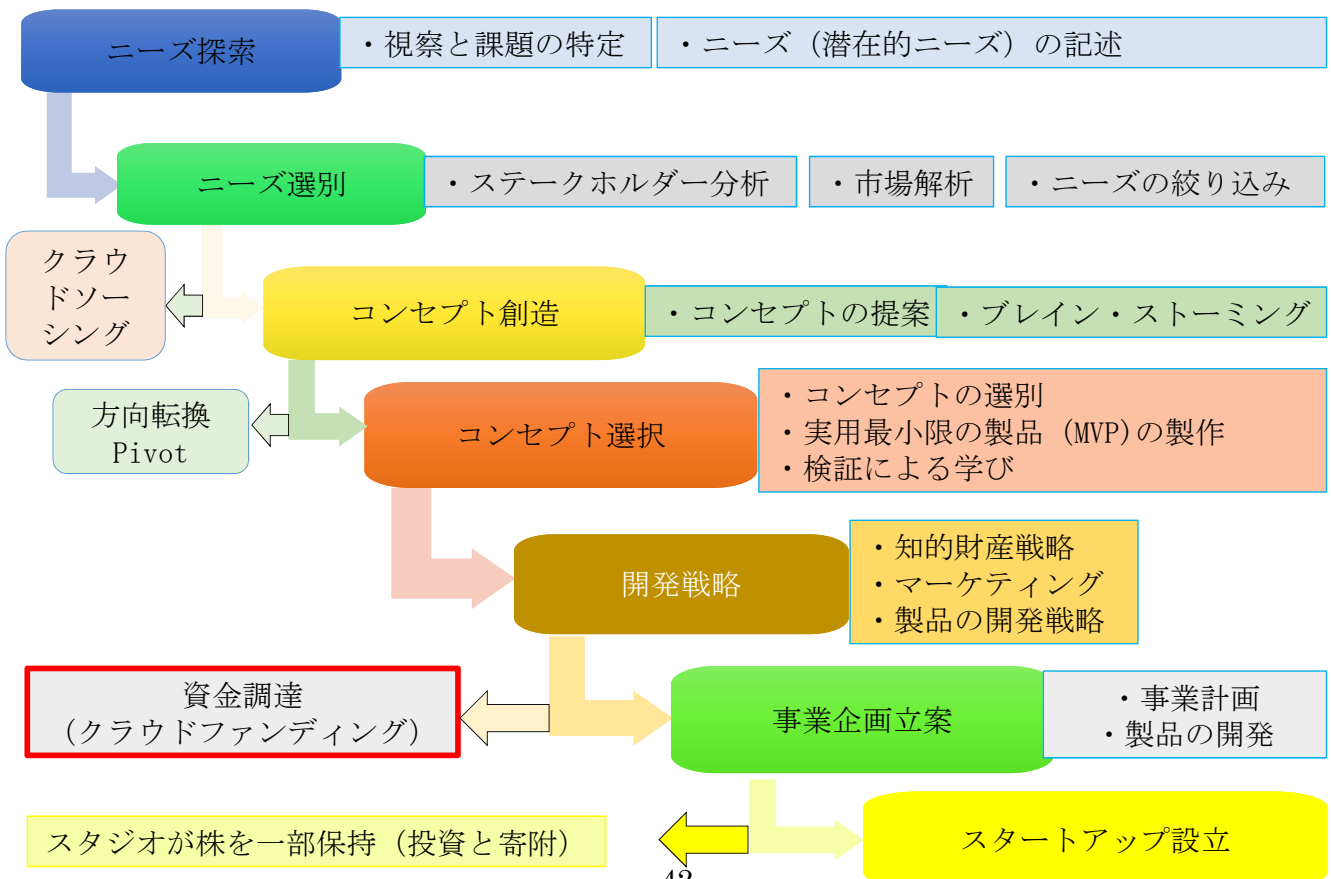 ニーズ探索
・視察と課題の特定
・ニーズ（潜在的ニーズ）の記述
ニーズ選別
・ステークホルダー分析
・市場解析
・ニーズの絞り込み
クラウ
ドソー
シング
コンセプト創造
・コンセプトの提案
・ブレイン・ストーミング
方向転換
Pivot
コンセプト選択
・コンセプトの選別
・実用最小限の製品（MVP)の製作
・検証による学び
開発戦略
・知的財産戦略
・マーケティング
・製品の開発戦略
資金調達
（クラウドファンディング）
事業企画立案
・事業計画
・製品の開発
スタジオが株を一部保持（投資と寄附）
スタートアップ設立